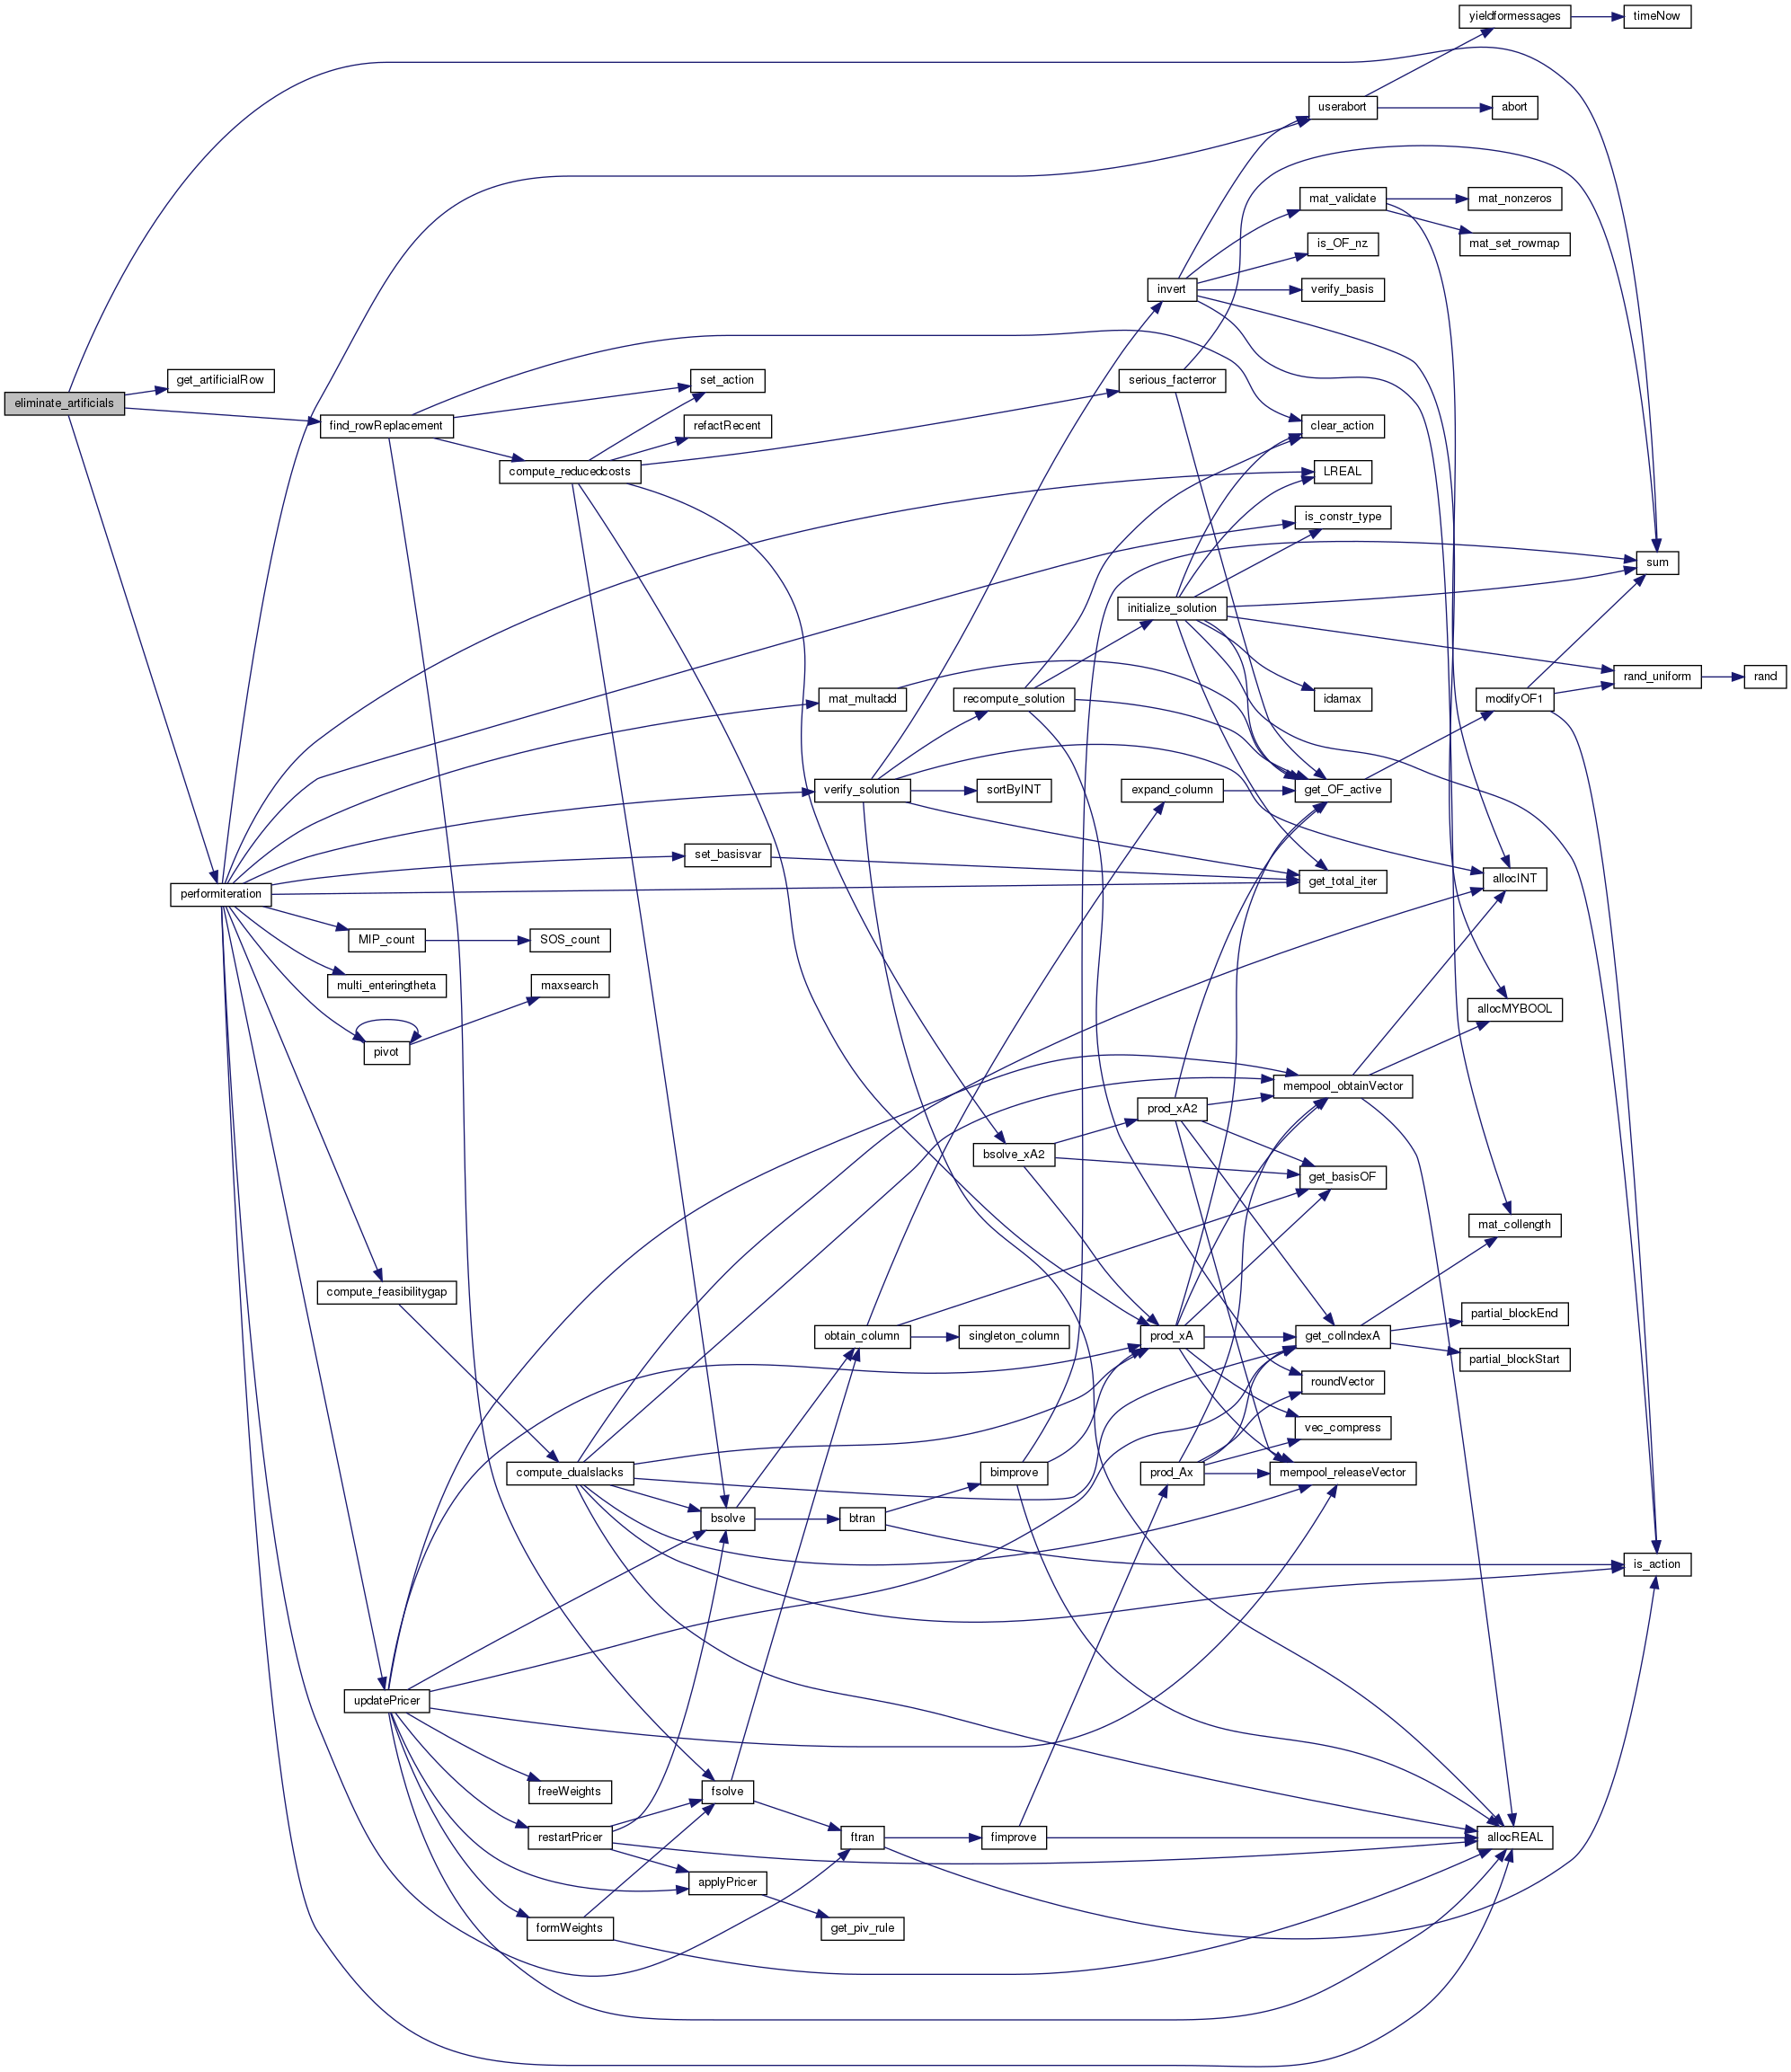 yieldformessages
timeNow
userabort
abort
mat_validate
mat_nonzeros
is_OF_nz
mat_set_rowmap
invert
verify_basis
get_artificialRow
set_action
serious_facterror
eliminate_artificials
find_rowReplacement
refactRecent
clear_action
compute_reducedcosts
LREAL
is_constr_type
sum
initialize_solution
rand_uniform
rand
mat_multadd
recompute_solution
idamax
modifyOF1
verify_solution
sortByINT
expand_column
get_OF_active
set_basisvar
get_total_iter
allocINT
performiteration
MIP_count
SOS_count
multi_enteringtheta
maxsearch
allocMYBOOL
pivot
mempool_obtainVector
prod_xA2
bsolve_xA2
get_basisOF
mat_collength
compute_feasibilitygap
partial_blockEnd
obtain_column
singleton_column
prod_xA
get_colIndexA
partial_blockStart
roundVector
vec_compress
compute_dualslacks
bimprove
prod_Ax
mempool_releaseVector
bsolve
btran
is_action
updatePricer
freeWeights
fsolve
restartPricer
ftran
fimprove
allocREAL
applyPricer
formWeights
get_piv_rule